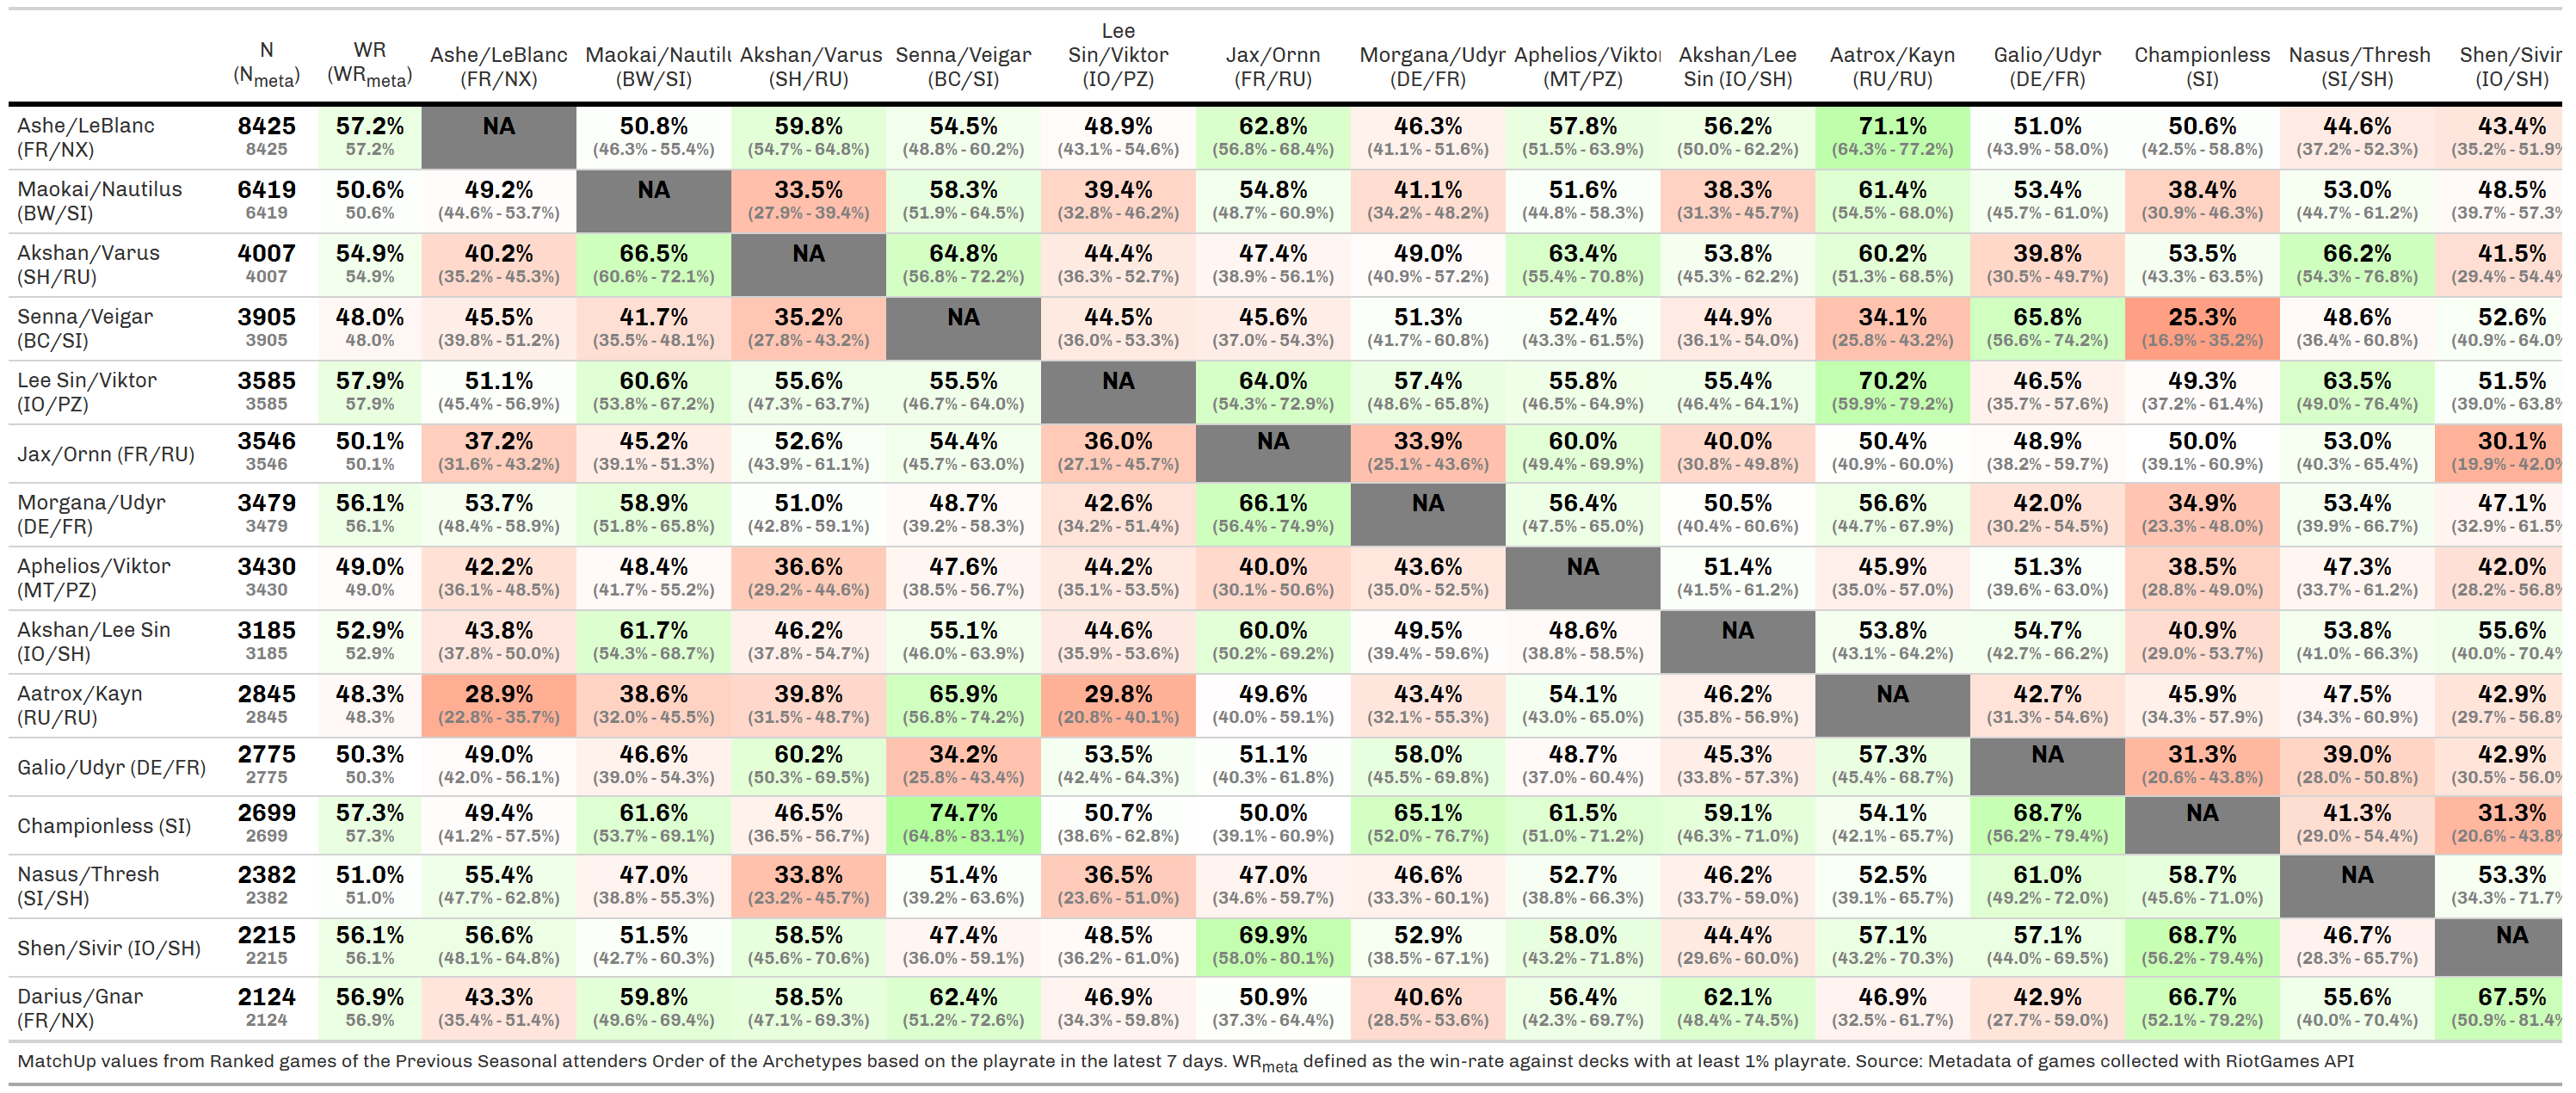 N (Nmeta) WR (WRmeta) Ashe/LeBlanc (FR/NX) Maokai/Nautilu (BW/SI) Akshan/Varus (SH/RU) Senna/Veigar (BC/SI) Lee Sin/Viktor (IO/PZ) Jax/Ornn (FR/RU) Morgana/Udyr (DE/FR) Aphelios/Viktor (MT/PZ) Akshan/Lee Sin (IO/SH) Aatrox/Kayn (RU/RU) Galio/Udyr (DE/FR) Championless (SI) Nasus/Thresh (SI/SH) Shen/Sivir (IO/SH)
Ashe/LeBlanc 8425 57.2% NA 50.8% 59.8% 54.5% 48.9% 62.8% 46.3% 57.8% 56.2% 71.1% 51.0% 50.6% 44.6% 43.4%
(FR/NX) 8425 57.2% (46.3% - 55.4%) (54.7% - 64.8%) (48.8% - 60.2%) (43.1% - 54.6%) (56.8% - 68.4%) (41.1% - 51.6%) (51.5% - 63.9%) (50.0% - 62.2%) (64.3% - 77.2%) (43.9% - 58.0%) (42.5% - 58.8%) (37.2% - 52.3%) (35.2% - 51.9%
Maokai/Nautilus 6419 50.6% 49.2% NA 33.5% 58.3% 39.4% 54.8% 41.1% 51.6% 38.3% 61.4% 53.4% 38.4% 53.0% 48.5%
(BW/SI) 6419 50.6% (44.6% - 53.7%) (27.9% - 39.4%) (51.9% - 64.5%) (32.8% - 46.2%) (48.7% - 60.9%) (34.2% - 48.2%) (44.8% - 58.3%) (31.3% - 45.7%) (54.5% - 68.0%) (45.7% - 61.0%) (30.9% - 46.3%) (44.7% - 61.2%) (39.7% - 57.3%
Akshan/Varus 4007 54.9% 40.2% 66.5% NA 64.8% 44.4% 47.4% 49.0% 63.4% 53.8% 60.2% 39.8% 53.5% 66.2% 41.5%
(SH/RU) 4007 54.9% (35.2% - 45.3%) (60.6% - 72.1%) (56.8% - 72.2%) (36.3% - 52.7%) (38.9% - 56.1%) (40.9% - 57.2%) (55.4% - 70.8%) (45.3% - 62.2%) (51.3% - 68.5%) (30.5% - 49.7%) (43.3% - 63.5%) (54.3% - 76.8%) (29.4% - 54.4%
Senna/Veigar 3905 48.0% 45.5% 41.7% 35.2% NA 44.5% 45.6% 51.3% 52.4% 44.9% 34.1% 65.8% 25.3% 48.6% 52.6%
(BC/SI) 3905 48.0% (39.8% - 51.2%) (35.5% - 48.1%) (27.8% - 43.2%) (36.0% - 53.3%) (37.0% - 54.3%) (41.7% - 60.8%) (43.3% - 61.5%) (36.1% - 54.0%) (25.8% - 43.2%) (56.6% - 74.2%) (16.9% - 35.2%) (36.4% - 60.8%) (40.9% - 64.0%
Lee Sin/Viktor 3585 57.9% 51.1% 60.6% 55.6% 55.5% NA 64.0% 57.4% 55.8% 55.4% 70.2% 46.5% 49.3% 63.5% 51.5%
(IO/PZ) 3585 57.9% (45.4% - 56.9%) (53.8% - 67.2%) (47.3% - 63.7%) (46.7% - 64.0%) (54.3% - 72.9%) (48.6% - 65.8%) (46.5% - 64.9%) (46.4% - 64.1%) (59.9% - 79.2%) (35.7% - 57.6%) (37.2% - 61.4%) (49.0% - 76.4%) (39.0% - 63.8%
Jax/Ornn (FR/RU) 3546 50.1% 37.2% 45.2% 52.6% 54.4% 36.0% NA 33.9% 60.0% 40.0% 50.4% 48.9% 50.0% 53.0% 30.1%
3546 50.1% (31.6% - 43.2%) (39.1% - 51.3%) (43.9% - 61.1%) (45.7% - 63.0%) (27.1% - 45.7%) (25.1% - 43.6%) (49.4% - 69.9%) (30.8% - 49.8%) (40.9% - 60.0%) (38.2% - 59.7%) (39.1% - 60.9%) (40.3% - 65.4%) (19.9% - 42.0%
Morgana/Udyr 3479 56.1% 53.7% 58.9% 51.0% 48.7% 42.6% 66.1% NA 56.4% 50.5% 56.6% 42.0% 34.9% 53.4% 47.1%
(DE/FR) 3479 56.1% (48.4% - 58.9%) (51.8% - 65.8%) (42.8% - 59.1%) (39.2% - 58.3%) (34.2% - 51.4%) (56.4% - 74.9%) (47.5% - 65.0%) (40.4% - 60.6%) (44.7% - 67.9%) (30.2% - 54.5%) (23.3% - 48.0%) (39.9% - 66.7%) (32.9% - 61.5%
Aphelios/Viktor 3430 49.0% 42.2% 48.4% 36.6% 47.6% 44.2% 40.0% 43.6% NA 51.4% 45.9% 51.3% 38.5% 47.3% 42.0%
(MT/PZ) 3430 49.0% (36.1% - 48.5%) (41.7% - 55.2%) (29.2% - 44.6%) (38.5% - 56.7%) (35.1% - 53.5%) (30.1% - 50.6%) (35.0% - 52.5%) (41.5% - 61.2%) (35.0% - 57.0%) (39.6% - 63.0%) (28.8% - 49.0%) (33.7% - 61.2%) (28.2% - 56.8%
Akshan/Lee Sin 3185 52.9% 43.8% 61.7% 46.2% 55.1% 44.6% 60.0% 49.5% 48.6% NA 53.8% 54.7% 40.9% 53.8% 55.6%
(IO/SH) 3185 52.9% (37.8% - 50.0%) (54.3% - 68.7%) (37.8% - 54.7%) (46.0% - 63.9%) (35.9% - 53.6%) (50.2% - 69.2%) (39.4% - 59.6%) (38.8% - 58.5%) (43.1% - 64.2%) (42.7% - 66.2%) (29.0% - 53.7%) (41.0% - 66.3%) (40.0% - 70.4%
Aatrox/Kayn 2845 48.3% 28.9% 38.6% 39.8% 65.9% 29.8% 49.6% 43.4% 54.1% 46.2% NA 42.7% 45.9% 47.5% 42.9%
(RU/RU) 2845 48.3% (22.8% - 35.7%) (32.0% - 45.5%) (31.5% - 48.7%) (56.8% - 74.2%) (20.8% - 40.1%) (40.0% - 59.1%) (32.1% - 55.3%) (43.0% - 65.0%) (35.8% - 56.9%) (31.3% - 54.6%) (34.3% - 57.9%) (34.3% - 60.9%) (29.7% - 56.8%
Galio/Udyr (DE/FR) 2775 50.3% 49.0% 46.6% 60.2% 34.2% 53.5% 51.1% 58.0% 48.7% 45.3% 57.3% NA 31.3% 39.0% 42.9%
2775 50.3% (42.0% - 56.1%) (39.0% - 54.3%) (50.3% - 69.5%) (25.8% - 43.4%) (42.4% - 64.3%) (40.3% - 61.8%) (45.5% - 69.8%) (37.0% - 60.4%) (33.8% - 57.3%) (45.4% - 68.7%) (20.6% - 43.8%) (28.0% - 50.8%) (30.5% - 56.0%
Championless (SI) 2699 57.3% 49.4% 61.6% 46.5% 74.7% 50.7% 50.0% 65.1% 61.5% 59.1% 54.1% 68.7% NA 41.3% 31.3%
2699 57.3% (41.2% - 57.5%) (53.7% - 69.1%) (36.5% - 56.7%) (64.8% - 83.1%) (38.6% - 62.8%) (39.1% - 60.9%) (52.0% - 76.7%) (51.0% - 71.2%) (46.3% - 71.0%) (42.1% - 65.7%) (56.2% - 79.4%) (29.0% - 54.4%) (20.6% - 43.8%
Nasus/Thresh 2382 51.0% 55.4% 47.0% 33.8% 51.4% 36.5% 47.0% 46.6% 52.7% 46.2% 52.5% 61.0% 58.7% NA 53.3%
(SI/SH) 2382 51.0% (47.7% - 62.8%) (38.8% - 55.3%) (23.2% - 45.7%) (39.2% - 63.6%) (23.6% - 51.0%) (34.6% - 59.7%) (33.3% - 60.1%) (38.8% - 66.3%) (33.7% - 59.0%) (39.1% - 65.7%) (49.2% - 72.0%) (45.6% - 71.0%) (34.3% - 71.7%
Shen/Sivir (IO/SH) 2215 56.1% 56.6% 51.5% 58.5% 47.4% 48.5% 69.9% 52.9% 58.0% 44.4% 57.1% 57.1% 68.7% 46.7% NA
2215 56.1% (48.1% - 64.8%) (42.7% - 60.3%) (45.6% - 70.6%) (36.0% - 59.1%) (36.2% - 61.0%) (58.0% - 80.1%) (38.5% - 67.1%) (43.2% - 71.8%) (29.6% - 60.0%) (43.2% - 70.3%) (44.0% - 69.5%) (56.2% - 79.4%) (28.3% - 65.7%)
Darius/Gnar 2124 56.9% 43.3% 59.8% 58.5% 62.4% 46.9% 50.9% 40.6% 56.4% 62.1% 46.9% 42.9% 66.7% 55.6% 67.5%
(FR/NX) 2124 56.9% (35.4% - 51.4%) (49.6% - 69.4%) (47.1% - 69.3%) (51.2% - 72.6%) (34.3% - 59.8%) (37.3% - 64.4%) (28.5% - 53.6%) (42.3% - 69.7%) (48.4% - 74.5%) (32.5% - 61.7%) (27.7% - 59.0%) (52.1% - 79.2%) (40.0% - 70.4%) (50.9% - 81.4%
MatchUp values from Ranked games of the Previous Seasonal attenders Order of the Archetypes based on the playrate in the latest 7 days. WRmeta defined as the win-rate against decks with at least 1% playrate. Source: Metadata of games collected with RiotGames API